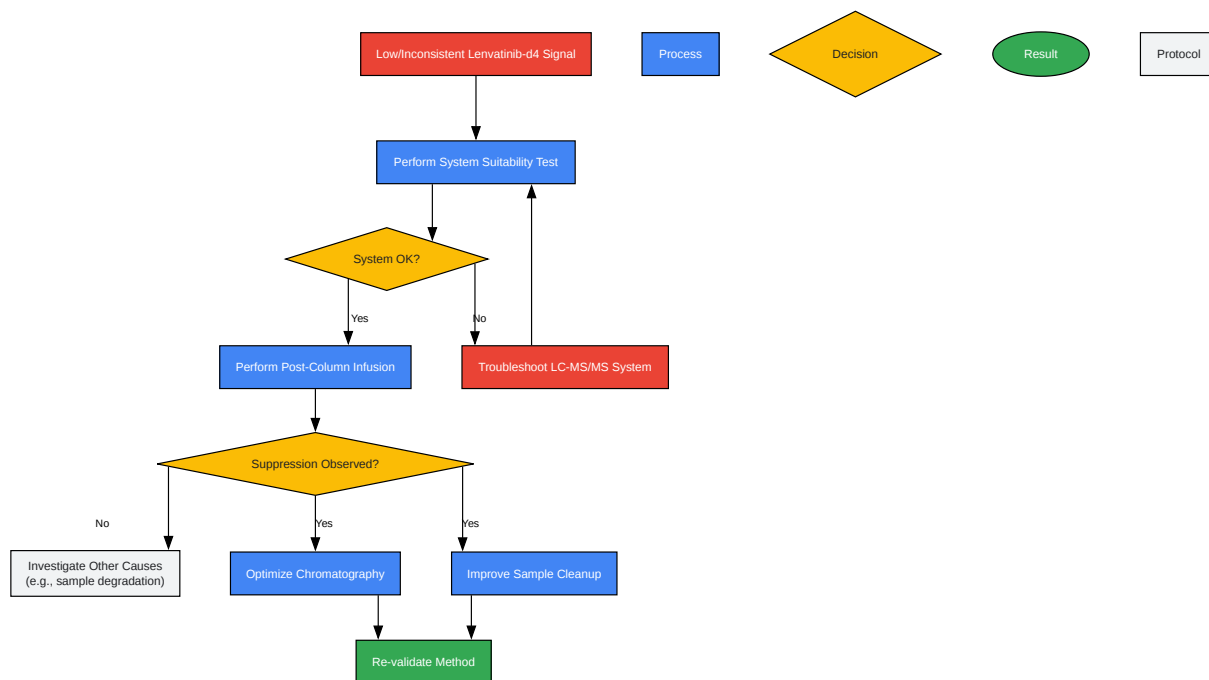 Low/Inconsistent Lenvatinib-d4 Signal
Process
Decision
Result
Protocol
Perform System Suitability Test
System OK?
Yes
No
Perform Post-Column Infusion
Troubleshoot LC-MS/MS System
Suppression Observed?
No
Yes
Yes
Investigate Other Causes
(e.g., sample degradation)
Optimize Chromatography
Improve Sample Cleanup
Re-validate Method